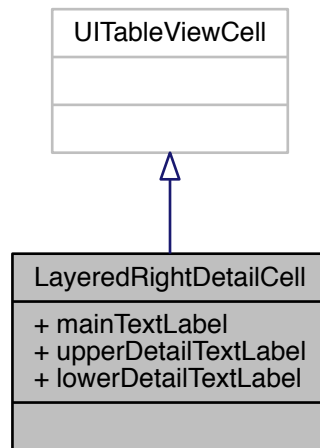 UITableViewCell
LayeredRightDetailCell
+ mainTextLabel
+ upperDetailTextLabel
+ lowerDetailTextLabel